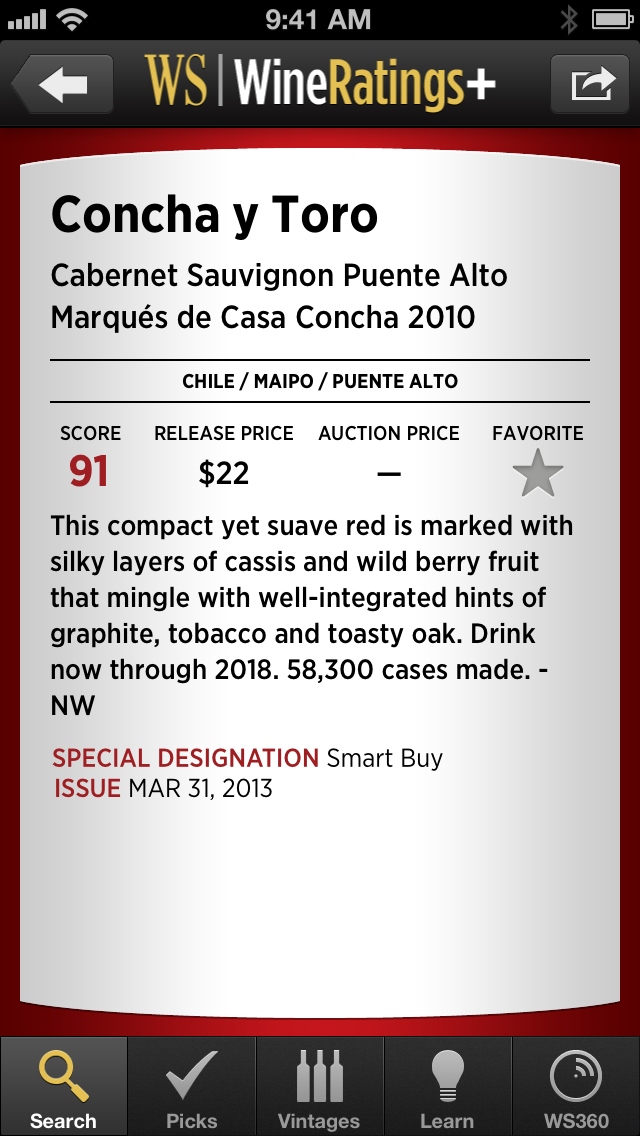 9:41 AM
WS | WineRatings+
Concha y Toro
Cabernet Sauvignon Puente Alto
Marqués de Casa Concha 2010
CHILE / MAIPO / PUENTE ALTO
SCORE RELEASE PRICE AUCTION PRICE FAVORITE
91 $22 —
This compact yet suave red is marked with
silky layers of cassis and wild berry fruit
that mingle with well-integrated hints of
graphite, tobacco and toasty oak. Drink
now through 2018. 58,300 cases made. -
NW
SPECIAL DESIGNATION Smart Buy
ISSUE MAR 31, 2013
Search Picks Vintages Learn WS360